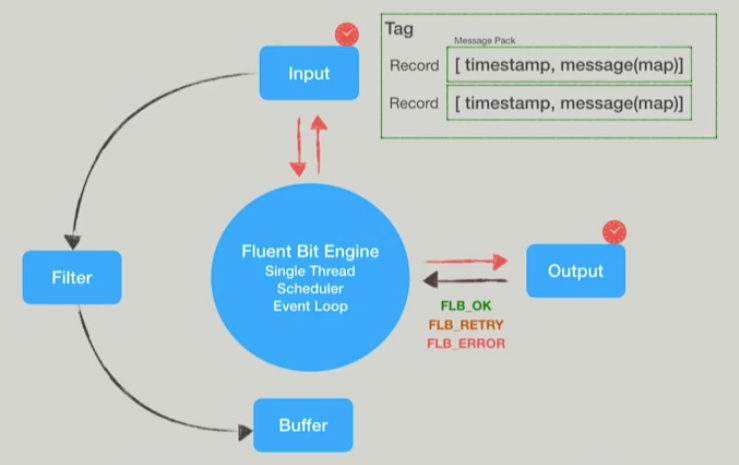 Tag
Message Pack
Record [ timestamp, message(map)]
Record [ timestamp, message(map)]
Input
Fluent Bit Engine
Single Thread
Scheduler
Event Loop
Filter
Output
FLB_OK
FLB_RETRY
FLB_ERROR
Buffer